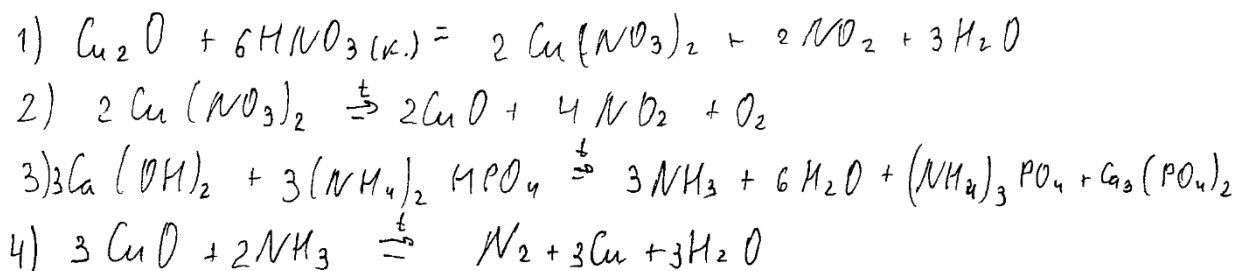 1) Cu₂O + 6HNO₃(к.) = 2Cu(NO₃)₂ + 2NO₂ + 3H₂O
2) 2Cu(NO₃)₂ =t> 2CuO + 4NO₂ + O₂
3) 3Ca(OH)₂ + 3(NH₄)₂HPO₄ =t> 3NH₃ + 6H₂O + (NH₄)₃PO₄ + Ca₃(PO₄)₂
4) 3CuO + 2NH₃ =t> N₂ + 3Cu + 3H₂O